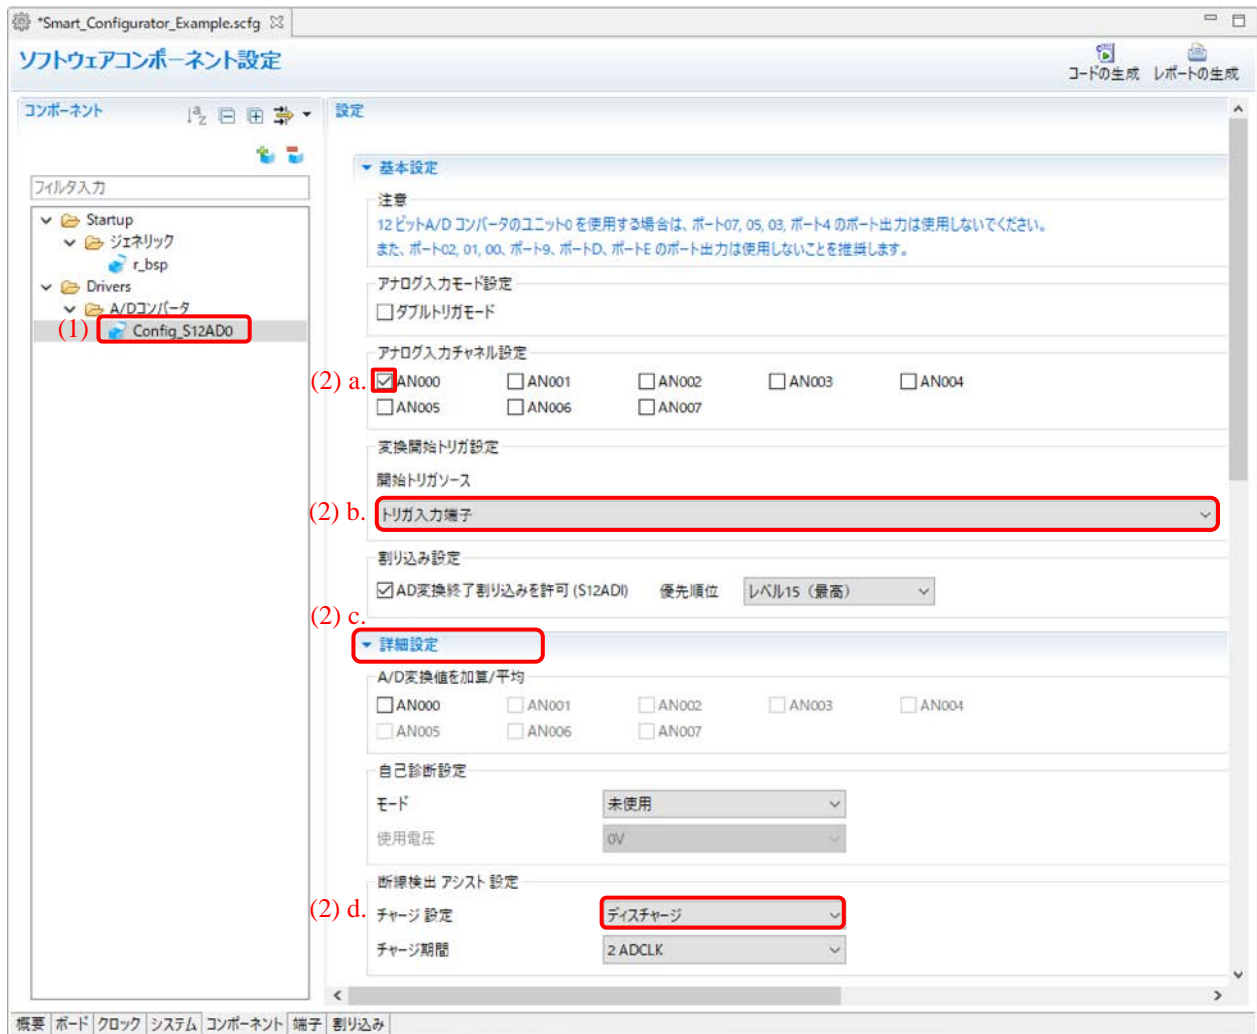 *Smart_Configurator_Example.scfg
ソフトウェアコンポーネント設定
コードの生成 レポートの生成
コンポーネント
フィルタ入力
Startup
ジェネリック
r_bsp
Drivers
A/Dコンバータ
(1) Config_S12AD0
設定
基本設定
注意
12ビットA/D コンバータのユニット0 を使用する場合は、ポート07, 05, 03, ポート4 のポート出力は使用しないでください。
また、ポート02, 01, 00、ポート9、ポートD、ポートE のポート出力は使用しないことを推奨します。
アナログ入力モード設定
ダブルトリガモード
アナログ入力チャネル設定
(2) a. AN000 AN001 AN002 AN003 AN004
AN005 AN006 AN007
変換開始トリガ設定
開始トリガソース
(2) b. トリガ入力端子
割り込み設定
AD変換終了割り込みを許可 (S12ADI) 優先順位 レベル15（最高）
(2) c.
詳細設定
A/D変換値を加算/平均
AN000 AN001 AN002 AN003 AN004
AN005 AN006 AN007
自己診断設定
モード 未使用
使用電圧 0V
断線検出 アシスト 設定
(2) d. チャージ 設定 ディスチャージ
チャージ期間 2 ADCLK
概要 ボード クロック システム コンポーネント 端子 割り込み